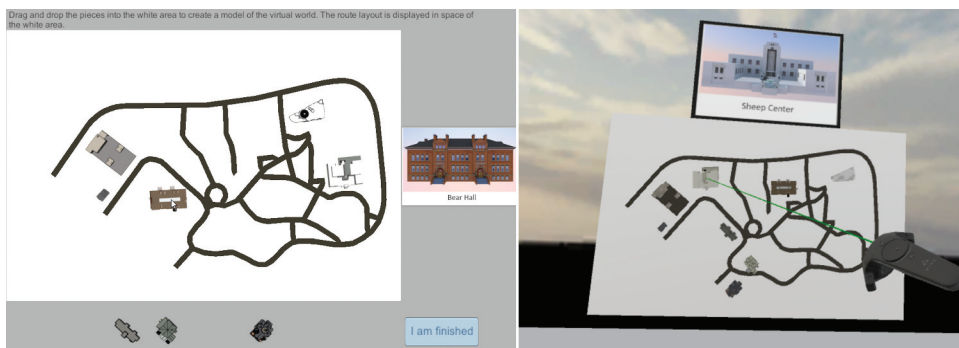 Drag and drop the pieces into the white area to create a model of the virtual world. The route layout is displayed in space of
the white area.
Sheep Center
Bear Hall
I am finished